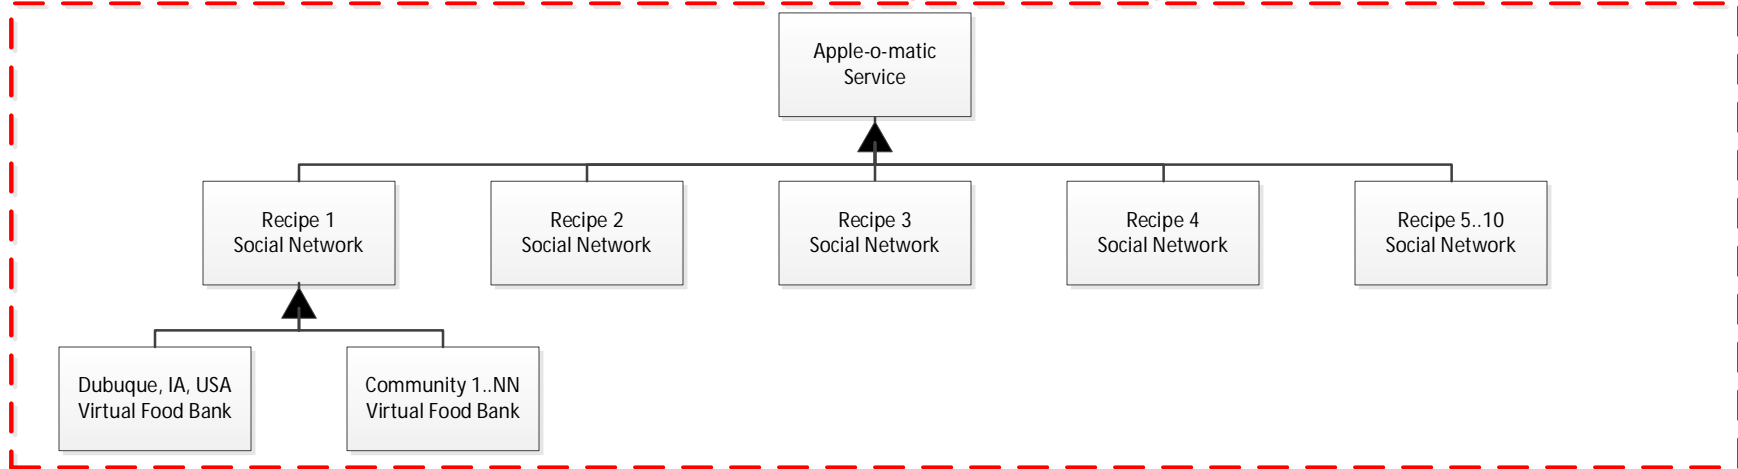 Apple-o-matic
Service
Recipe 1
Social Network
Recipe 2
Social Network
Recipe 3
Social Network
Recipe 4
Social Network
Recipe 5..10
Social Network
Dubuque, IA, USA
Virtual Food Bank
Community 1..NN
Virtual Food Bank